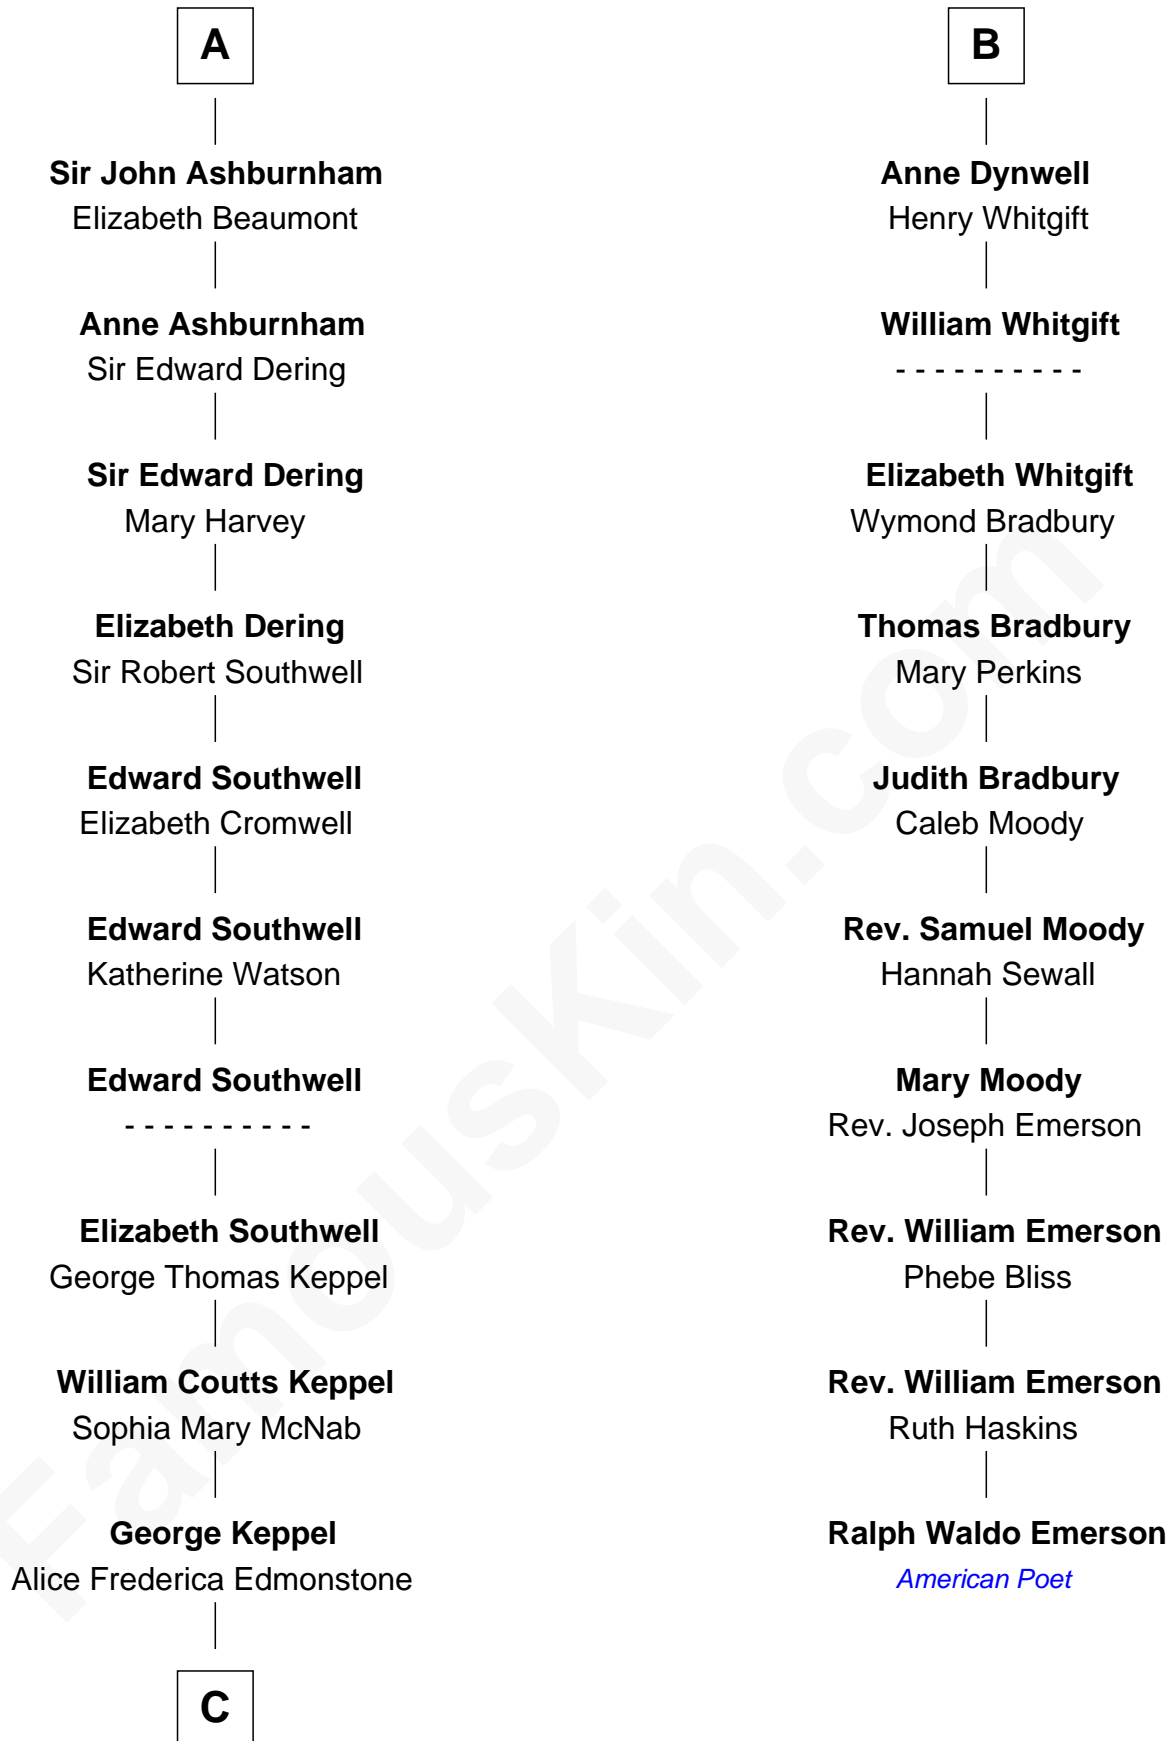 A
Sir John Ashburnham
Elizabeth Beaumont
Anne Ashburnham
Sir Edward Dering
Sir Edward Dering
Mary Harvey
Elizabeth Dering
Sir Robert Southwell
Edward Southwell
Elizabeth Cromwell
Edward Southwell
Katherine Watson
Edward Southwell
- - - - - - - - - -
Elizabeth Southwell
George Thomas Keppel
William Coutts Keppel
Sophia Mary McNab
George Keppel
Alice Frederica Edmonstone
C
B
Anne Dynwell
Henry Whitgift
William Whitgift
- - - - - - - - - -
Elizabeth Whitgift
Wymond Bradbury
Thomas Bradbury
Mary Perkins
Judith Bradbury
Caleb Moody
Rev. Samuel Moody
Hannah Sewall
Mary Moody
Rev. Joseph Emerson
Rev. William Emerson
Phebe Bliss
Rev. William Emerson
Ruth Haskins
Ralph Waldo Emerson
American Poet
FamousKin.com